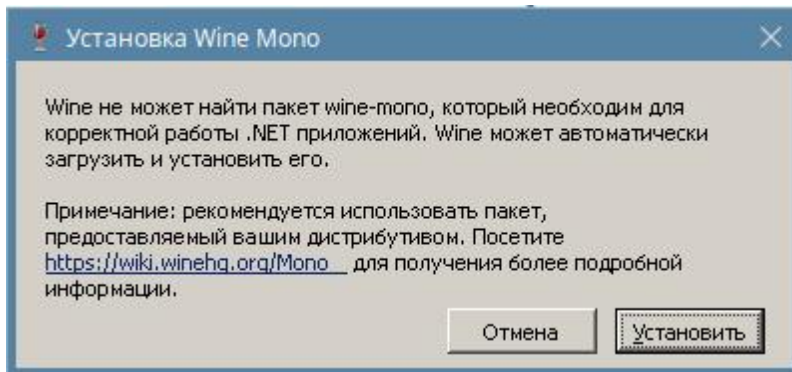 Установка Wine Mono
Wine не может найти пакет wine-mono, который необходим для
корректной работы .NET приложений. Wine может автоматически
загрузить и установить его.
Примечание: рекомендуется использовать пакет,
предоставляемый вашим дистрибутивом. Посетите
https://wiki.winehq.org/Mono для получения более подробной
информации.
Отмена Установить